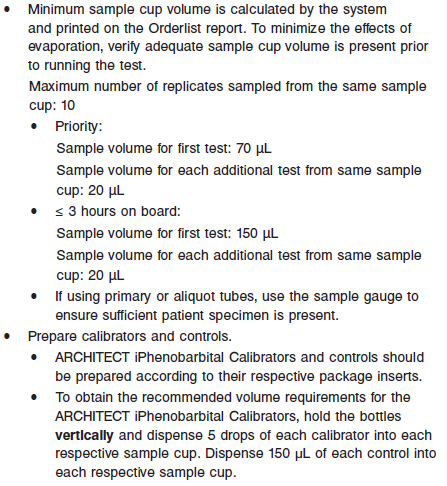 • Minimum sample cup volume is calculated by the system
and printed on the Orderlist report. To minimize the effects of
evaporation, verify adequate sample cup volume is present prior
to running the test.
Maximum number of replicates sampled from the same sample
cup: 10
• Priority:
Sample volume for first test: 70 µL
Sample volume for each additional test from same sample
cup: 20 µL
• ≤ 3 hours on board:
Sample volume for first test: 150 µL
Sample volume for each additional test from same sample
cup: 20 µL
• If using primary or aliquot tubes, use the sample gauge to
ensure sufficient patient specimen is present.
• Prepare calibrators and controls.
• ARCHITECT iPhenobarbital Calibrators and controls should
be prepared according to their respective package inserts.
• To obtain the recommended volume requirements for the
ARCHITECT iPhenobarbital Calibrators, hold the bottles
vertically and dispense 5 drops of each calibrator into each
respective sample cup. Dispense 150 µL of each control into
each respective sample cup.